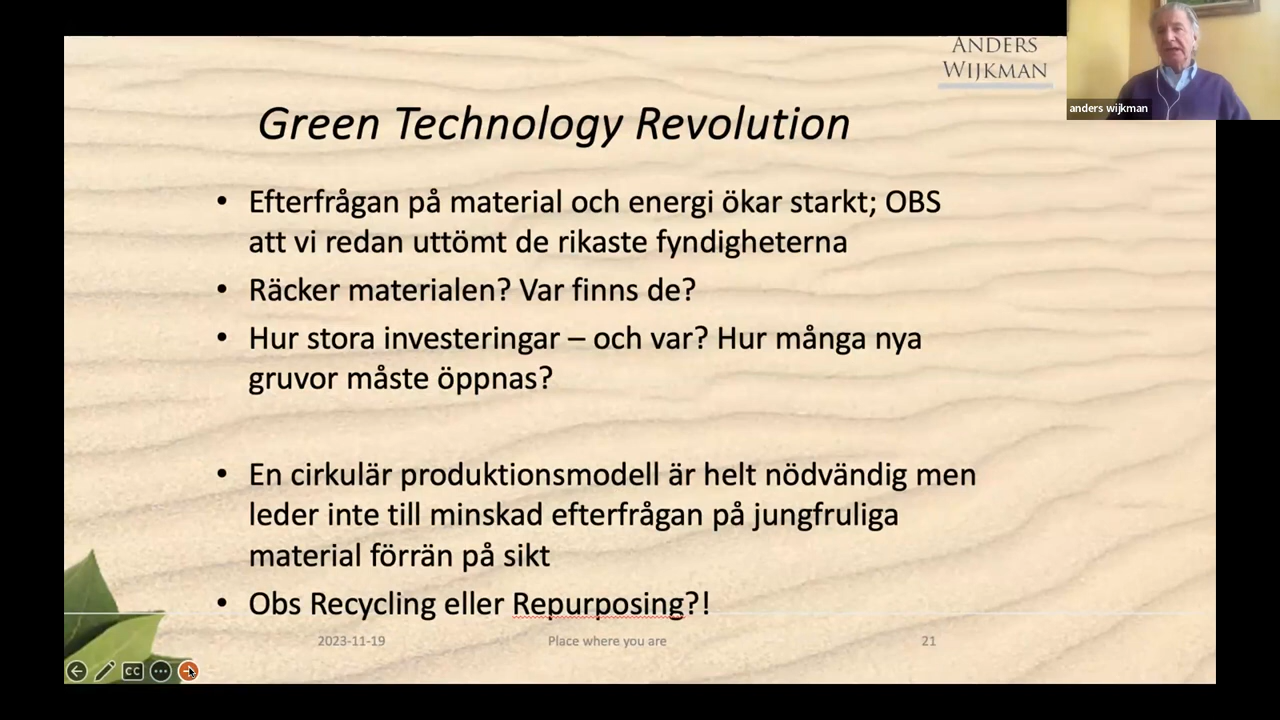 ANDERS
WIJKMAN
anders wijkman
Green Technology Revolution
• Efterfrågan på material och energi ökar starkt; OBS
att vi redan uttömt de rikaste fyndigheterna
• Räcker materialen? Var finns de?
• Hur stora investeringar – och var? Hur många nya
gruvor måste öppnas?
• En cirkulär produktionsmodell är helt nödvändig men
leder inte till minskad efterfrågan på jungfruliga
material förrän på sikt
• Obs Recycling eller Repurposing?!
2023-11-19 Place where you are 21
CC